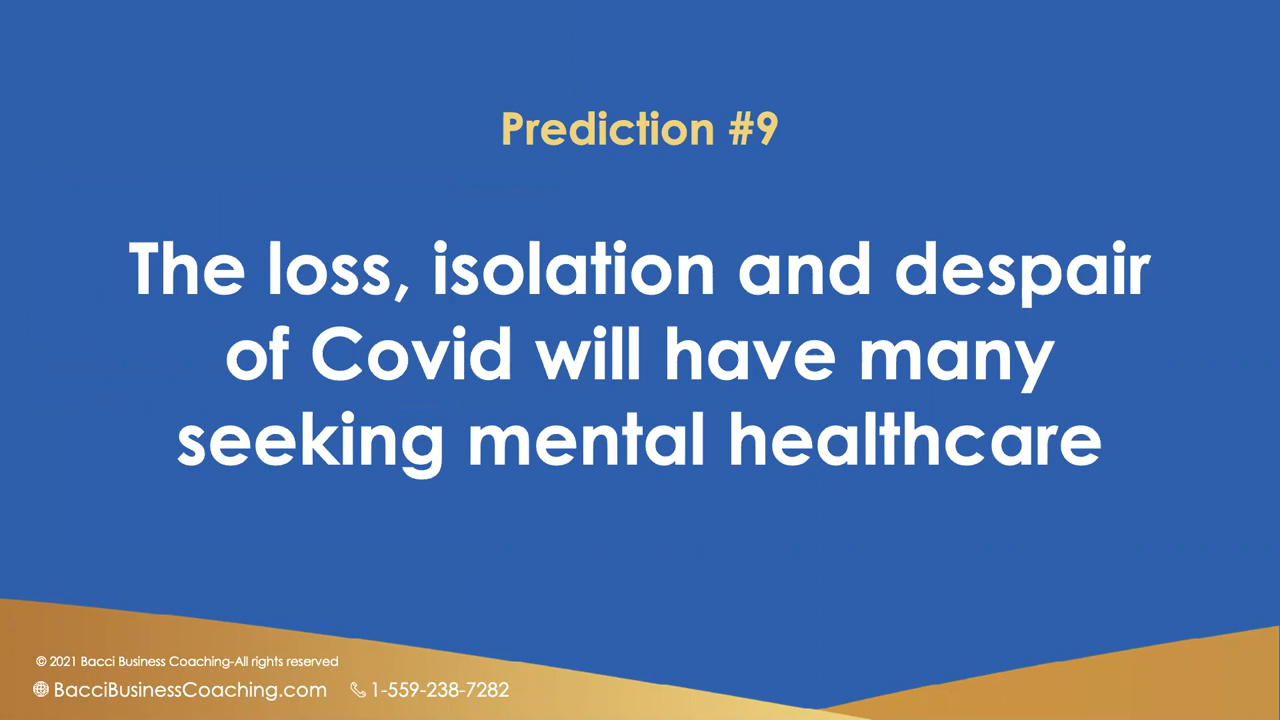 Prediction #9
The loss, isolation and despair
of Covid will have many
seeking mental healthcare
© 2021 Bacci Business Coaching-All rights reserved
BacciBusinessCoaching.com 1-559-238-7282